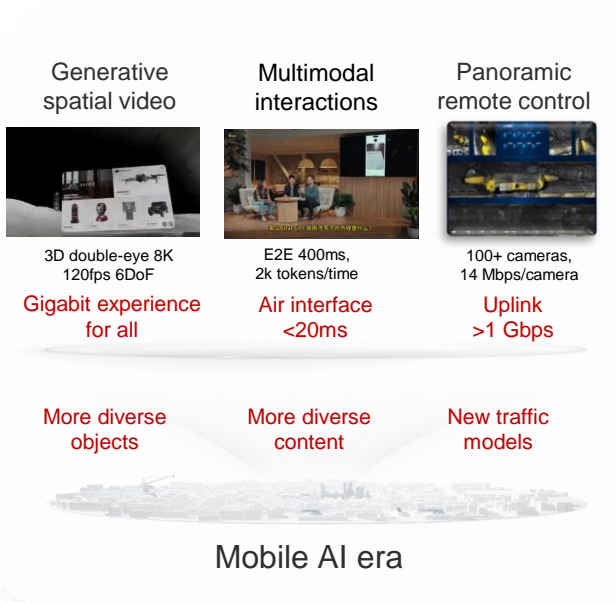 Generative
spatial video
Multimodal
interactions
Panoramic
remote control
3D double-eye 8K
120fps 6DoF
E2E 400ms,
2k tokens/time
100+ cameras,
14 Mbps/camera
Gigabit experience
for all
Air interface
<20ms
Uplink
>1 Gbps
More diverse
objects
More diverse
content
New traffic
models
Mobile AI era